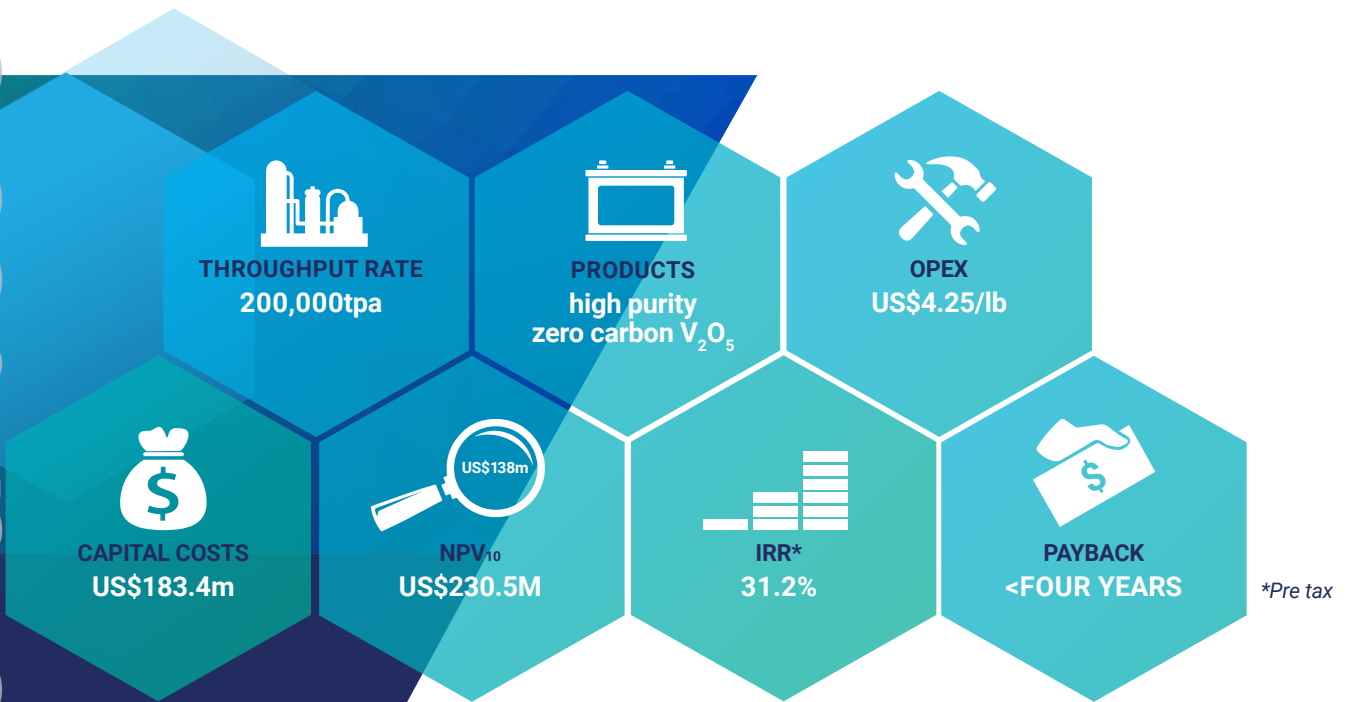 THROUGHPUT RATE
200,000tpa
PRODUCTS
high purity
zero carbon V₂O₅
OPEX
US$4.25/lb
$
CAPITAL COSTS
US$183.4m
US$138m
NPV₁₀
US$230.5M
IRR*
31.2%
$
PAYBACK
<FOUR YEARS
*Pre tax